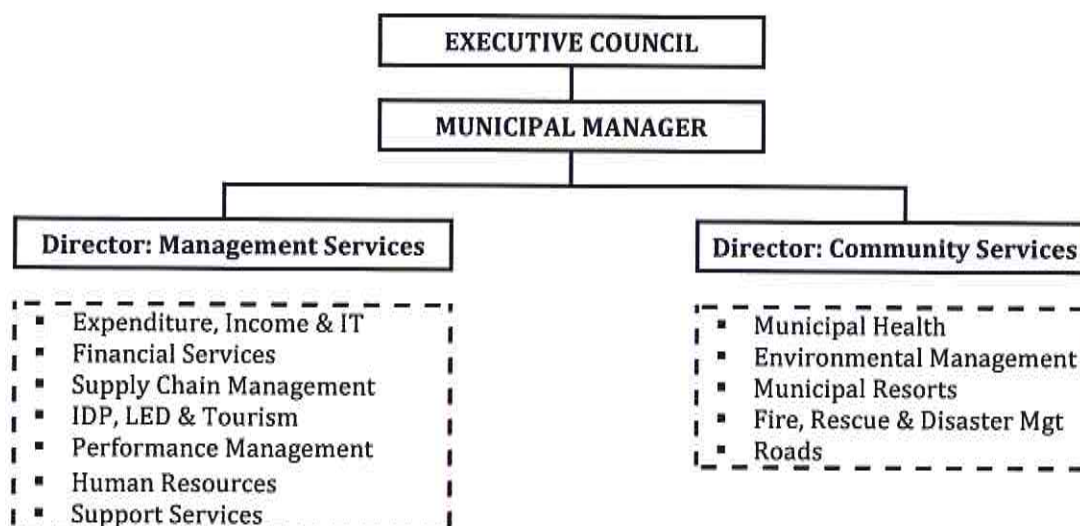 EXECUTIVE COUNCIL
MUNICIPAL MANAGER
Director: Management Services
▪ Expenditure, Income & IT
▪ Financial Services
▪ Supply Chain Management
▪ IDP, LED & Tourism
▪ Performance Management
▪ Human Resources
▪ Support Services
Director: Community Services
▪ Municipal Health
▪ Environmental Management
▪ Municipal Resorts
▪ Fire, Rescue & Disaster Mgt
▪ Roads